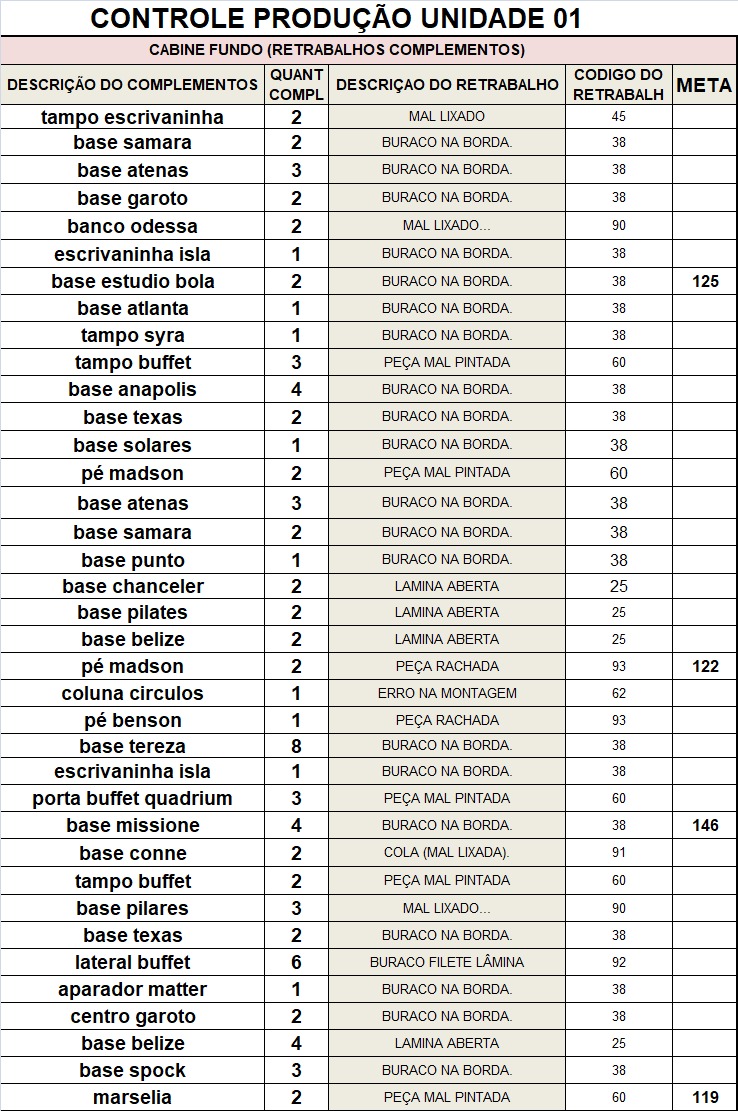 CONTROLE PRODUÇÃO UNIDADE 01
CABINE FUNDO (RETRABALHOS COMPLEMENTOS)
DESCRIÇÃO DO COMPLEMENTOS QUANT COMPL DESCRIÇAO DO RETRABALHO CODIGO DO RETRABALH META
tampo escrivaninha 2 MAL LIXADO 45
base samara 2 BURACO NA BORDA. 38
base atenas 3 BURACO NA BORDA. 38
base garoto 2 BURACO NA BORDA. 38
banco odessa 2 MAL LIXADO... 90
escrivaninha isla 1 BURACO NA BORDA. 38
base estudio bola 2 BURACO NA BORDA. 38 125
base atlanta 1 BURACO NA BORDA. 38
tampo syra 1 BURACO NA BORDA. 38
tampo buffet 3 PEÇA MAL PINTADA 60
base anapolis 4 BURACO NA BORDA. 38
base texas 2 BURACO NA BORDA. 38
base solares 1 BURACO NA BORDA. 38
pé madson 2 PEÇA MAL PINTADA 60
base atenas 3 BURACO NA BORDA. 38
base samara 2 BURACO NA BORDA. 38
base punto 1 BURACO NA BORDA. 38
base chanceler 2 LAMINA ABERTA 25
base pilates 2 LAMINA ABERTA 25
base belize 2 LAMINA ABERTA 25
pé madson 2 PEÇA RACHADA 93 122
coluna circulos 1 ERRO NA MONTAGEM 62
pé benson 1 PEÇA RACHADA 93
base tereza 8 BURACO NA BORDA. 38
escrivaninha isla 1 BURACO NA BORDA. 38
porta buffet quadrium 3 PEÇA MAL PINTADA 60
base missione 4 BURACO NA BORDA. 38 146
base conne 2 COLA (MAL LIXADA). 91
tampo buffet 2 PEÇA MAL PINTADA 60
base pilares 3 MAL LIXADO... 90
base texas 2 BURACO NA BORDA. 38
lateral buffet 6 BURACO FILETE LÂMINA 92
aparador matter 1 BURACO NA BORDA. 38
centro garoto 2 BURACO NA BORDA. 38
base belize 4 LAMINA ABERTA 25
base spock 3 BURACO NA BORDA. 38
marselia 2 PEÇA MAL PINTADA 60 119